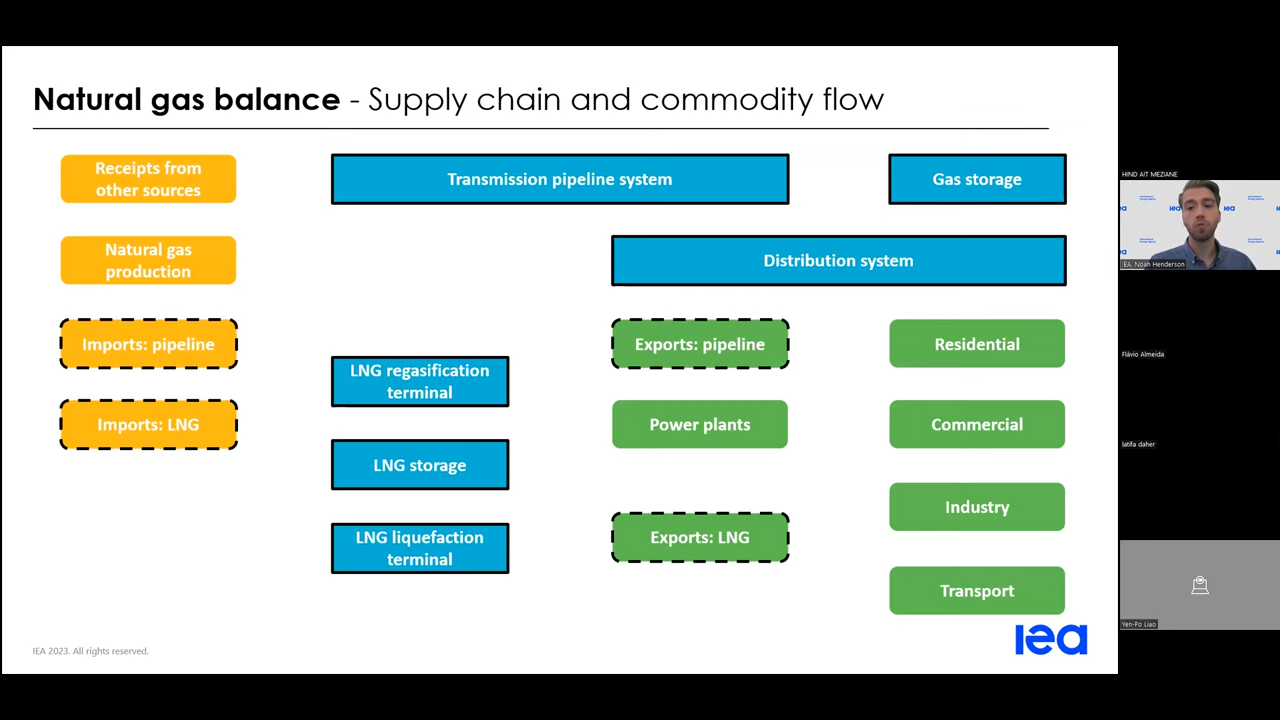 Natural gas balance - Supply chain and commodity flow
Receipts from
other sources
Transmission pipeline system
Gas storage
Natural gas
production
Distribution system
Imports: pipeline
Exports: pipeline
Residential
LNG regasification
terminal
Imports: LNG
Power plants
Commercial
LNG storage
Industry
LNG liquefaction
terminal
Exports: LNG
Transport
IEA 2023. All rights reserved.
iea
HIND AIT MEZIANE
IEA, Noah Henderson
Flávio Almeida
latifa daher
Yen-Po Liao